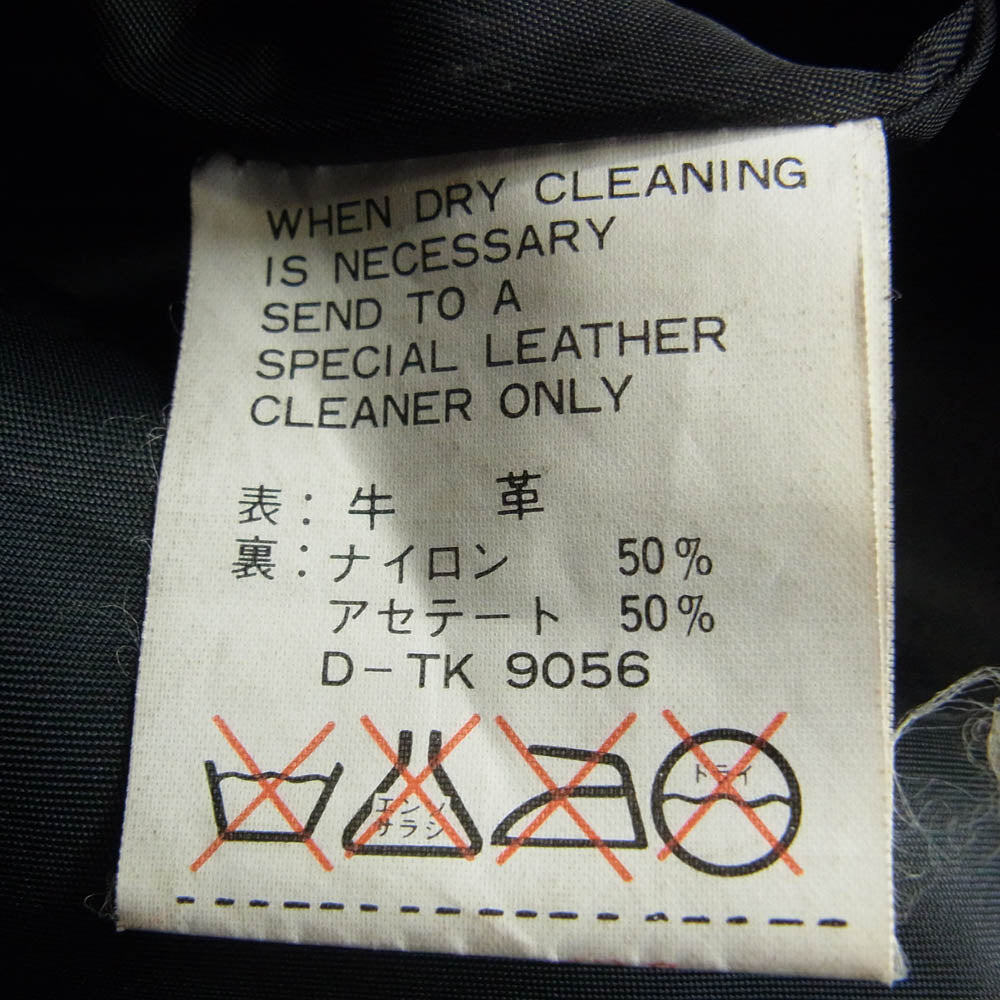 WHEN DRY CLEANING
IS NECESSARY
SEND TO A
SPECIAL LEATHER
CLEANER ONLY
表：牛　革
裏：ナイロン 50%
アセテート 50%
D-TK 9056
エンソ
サラシ
ドライ